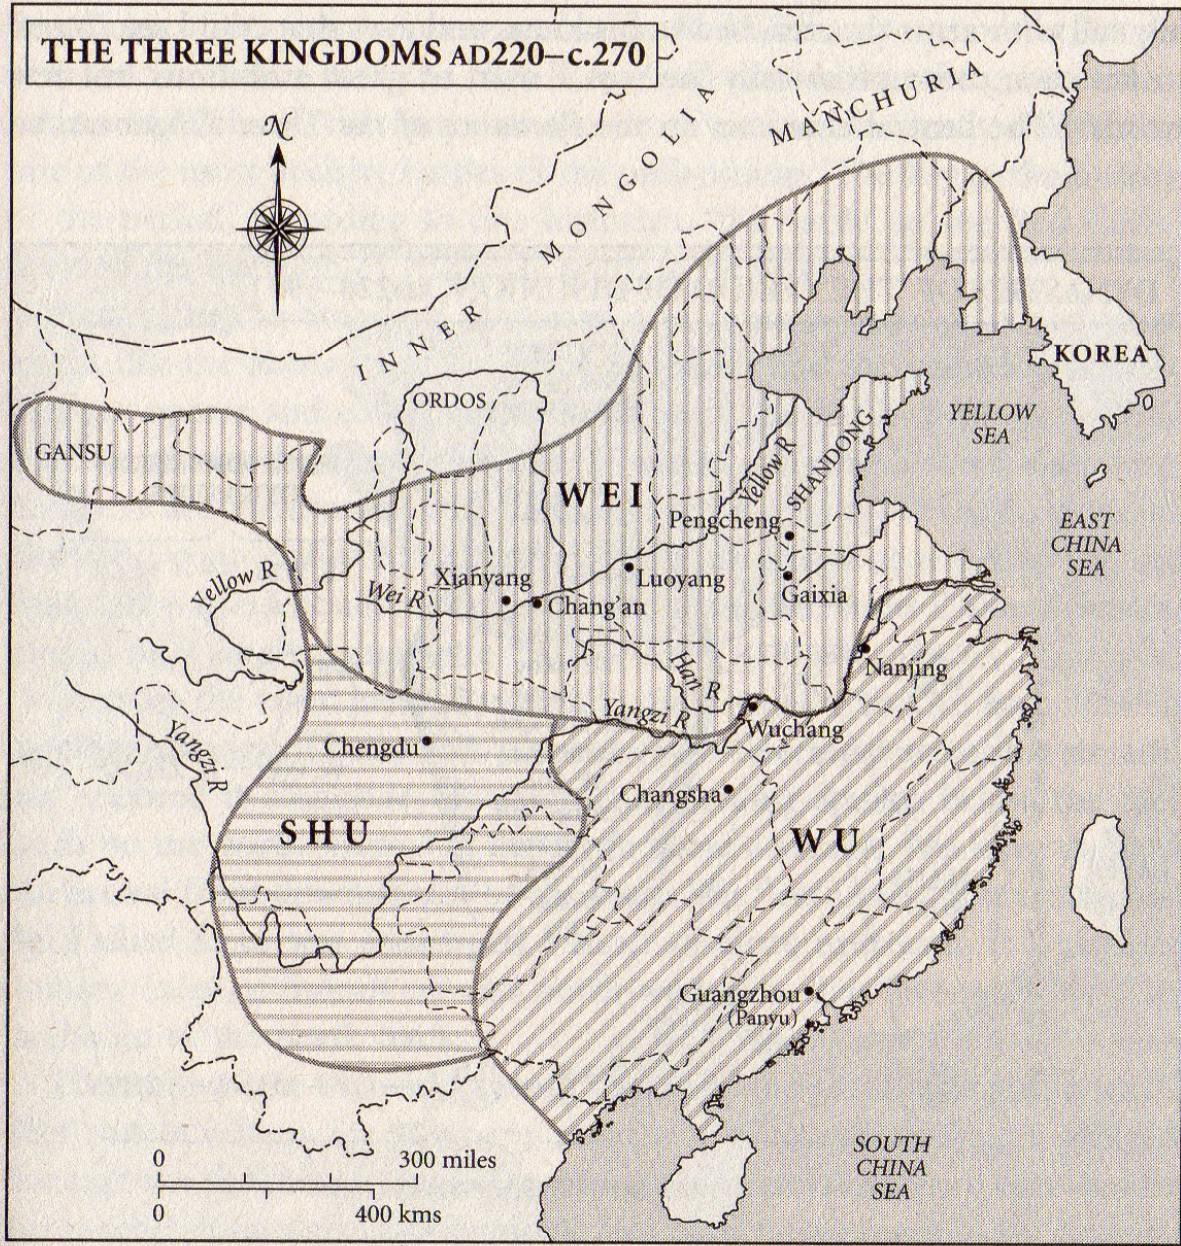 THE THREE KINGDOMS AD220–c.270
N
INNER MONGOLIA
MANCHURIA
KOREA
ORDOS
YELLOW
SEA
GANSU
WEI
Yellow R
SHANDONG
Pengcheng
EAST
CHINA
SEA
Yellow R
Wei R
Xianyang
Chang'an
Luoyang
Gaixia
Han R
Nanjing
Yangzi R
Wuchang
Yangzi R
Chengdu
Changsha
SHU
WU
Guangzhou
(Panyu)
SOUTH
CHINA
SEA
0
300 miles
0
400 kms